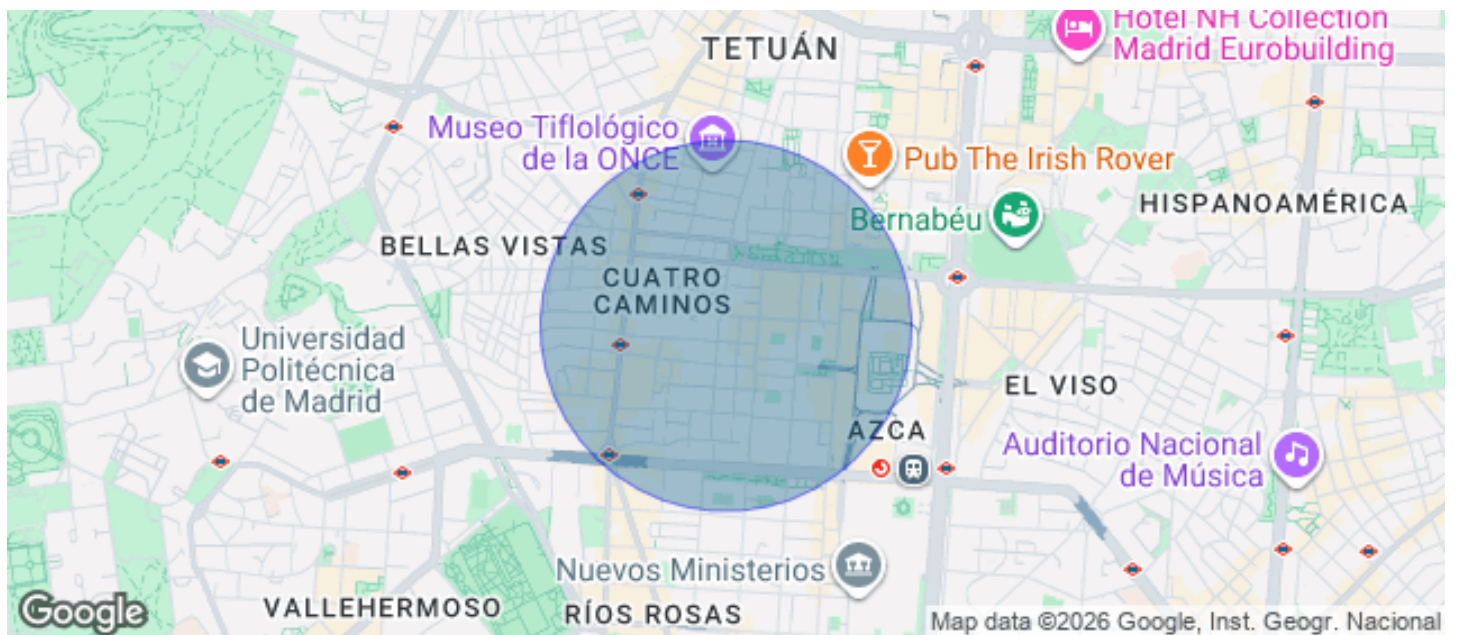 Hotel NH Collection
Madrid Eurobuilding
TETUÁN
Museo Tiflológico
de la ONCE
Pub The Irish Rover
HISPANOAMÉRICA
Bernabéu
BELLAS VISTAS
CUATRO
CAMINOS
Universidad
Politécnica
de Madrid
EL VISO
AZCA
Auditorio Nacional
de Música
Nuevos Ministerios
VALLEHERMOSO
RÍOS ROSAS
Google
Map data ©2026 Google, Inst. Geogr. Nacional